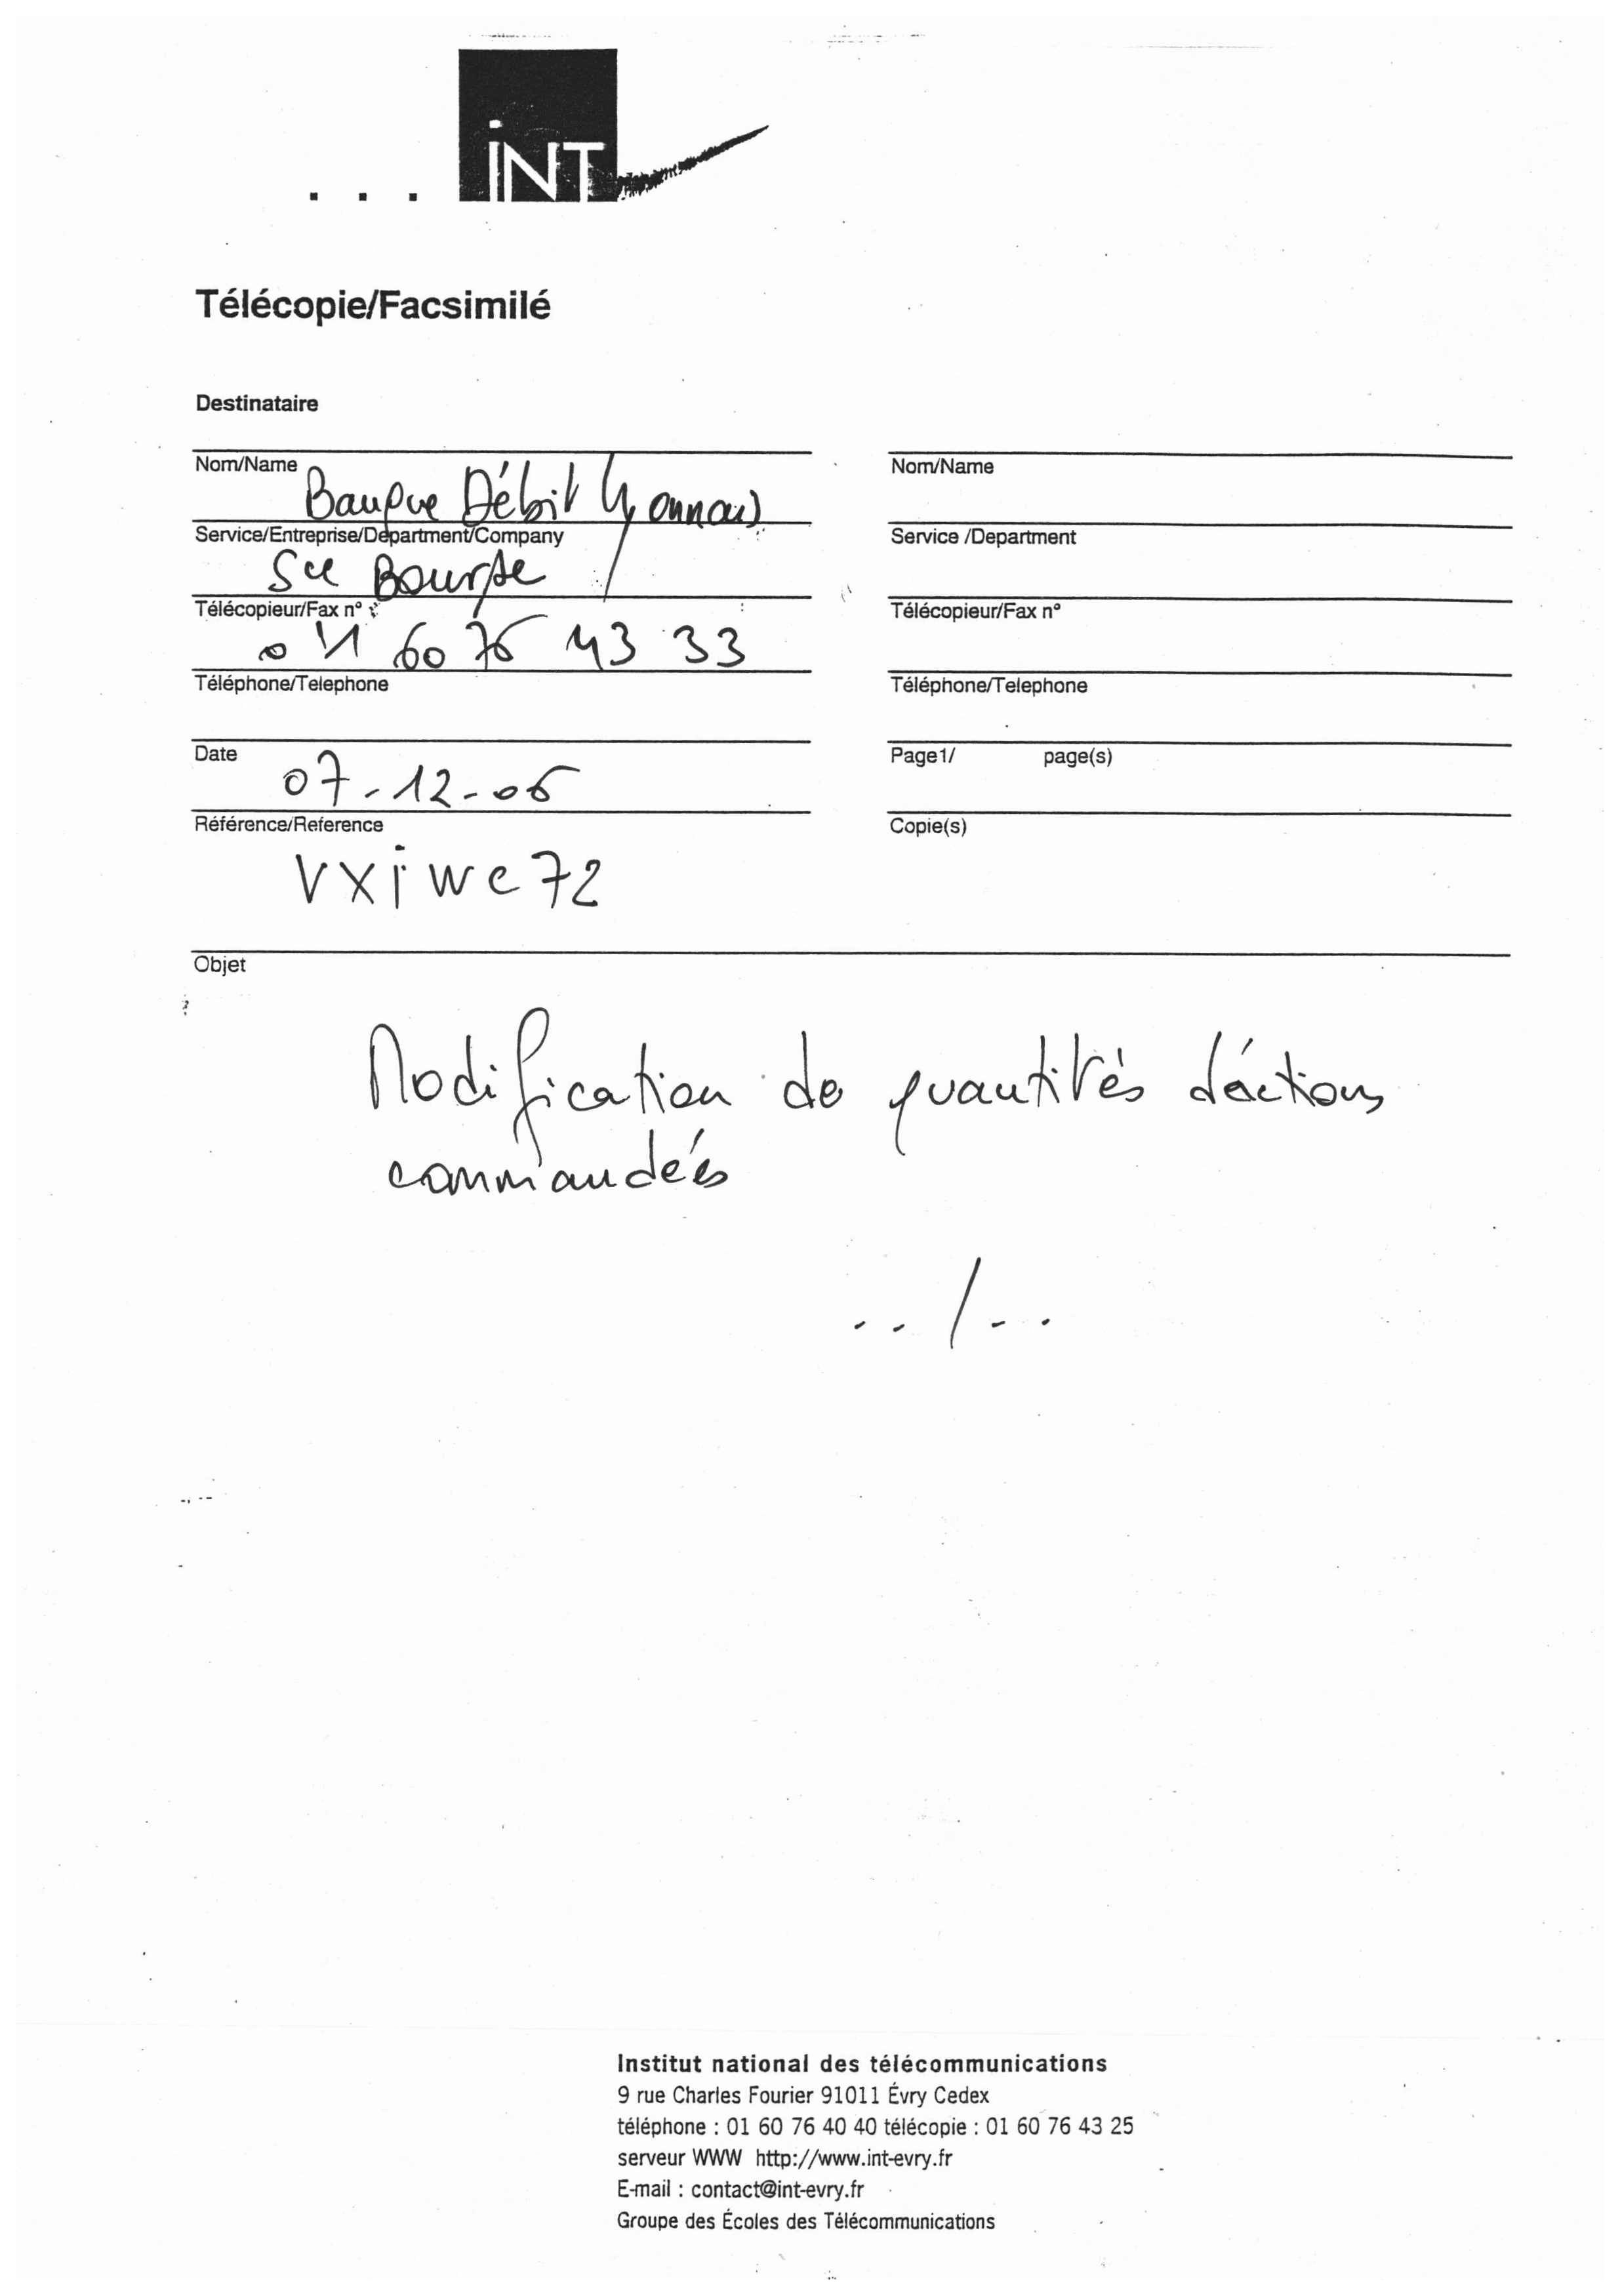 ... INT
Télécopie/Facsimilé
Destinataire
Nom/Name Banque Débit Lyonnais
Service/Entreprise/Department/Company
Sce Bourse
Télécopieur/Fax n°
01 60 76 43 33
Téléphone/Telephone
Date 07-12-06
Référence/Reference
VXiWC72
Nom/Name
Service /Department
Télécopieur/Fax n°
Téléphone/Telephone
Page1/ page(s)
Copie(s)
Objet
Modification de quantités d'actions
commandées
../..
Institut national des télécommunications
9 rue Charles Fourier 91011 Évry Cedex
téléphone : 01 60 76 40 40 télécopie : 01 60 76 43 25
serveur WWW http://www.int-evry.fr
E-mail : contact@int-evry.fr
Groupe des Écoles des Télécommunications